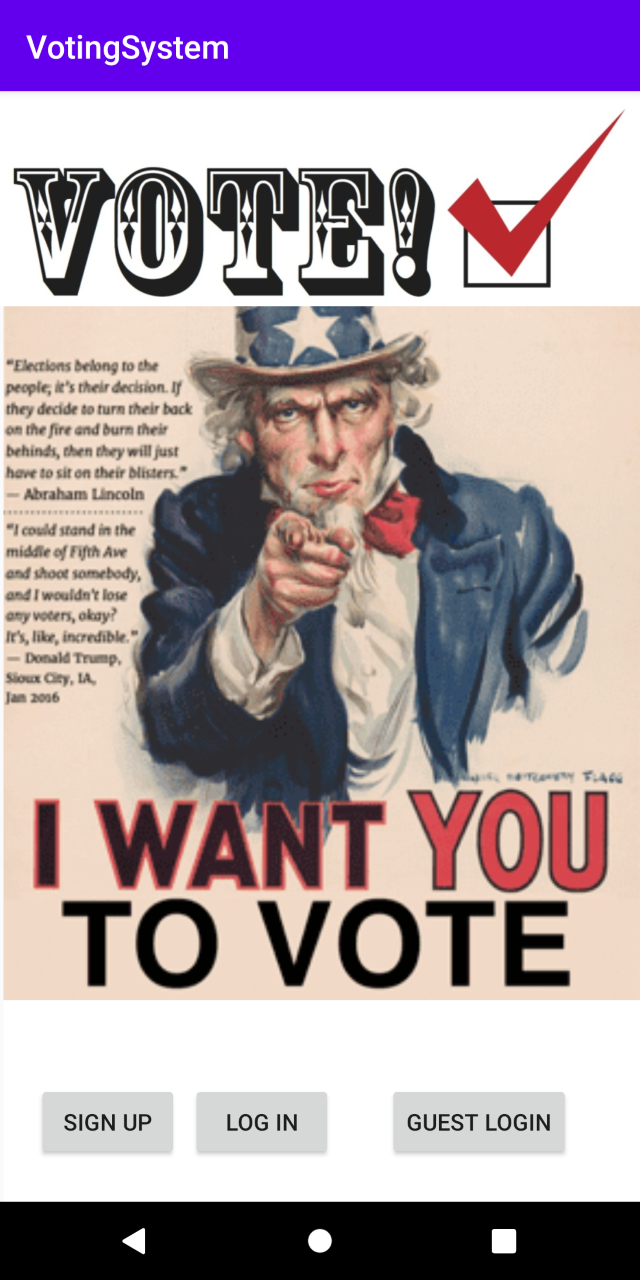 VotingSystem
VOTE!
"Elections belong to the
people; it's their decision. If
they decide to turn their back
on the fire and burn their
behinds, then they will just
have to sit on their blisters."
— Abraham Lincoln
"I could stand in the
middle of Fifth Ave
and shoot somebody,
and I wouldn't lose
any voters, okay?
It's, like, incredible."
— Donald Trump,
Sioux City, IA,
Jan 2016
MONTGOMERY FLAGG
I WANT YOU
TO VOTE
SIGN UP
LOG IN
GUEST LOGIN